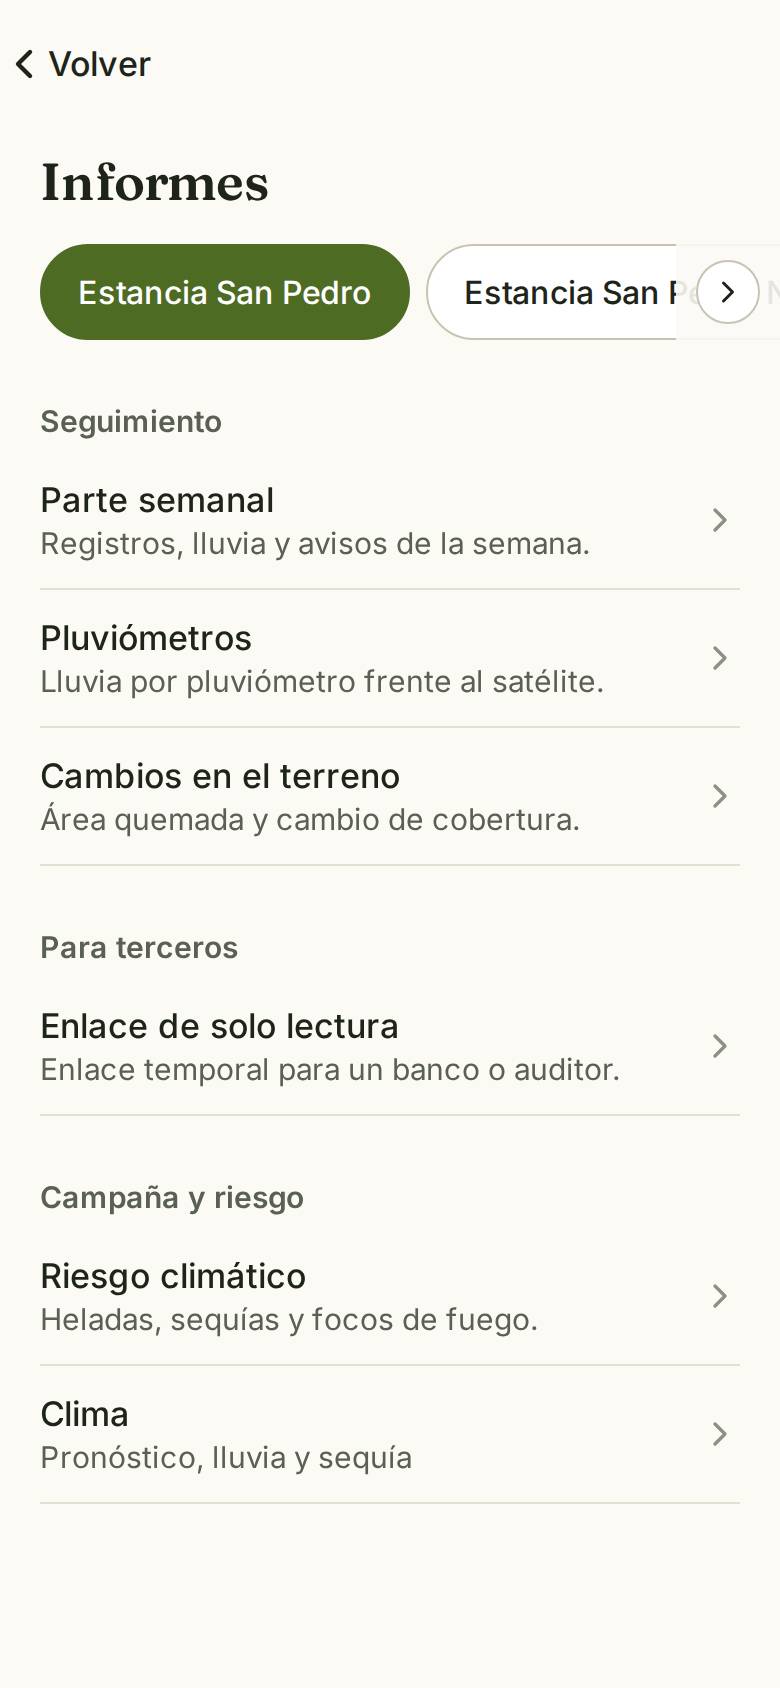 Volver
Informes
Estancia San Pedro
Estancia San
Seguimiento
Parte semanal
Registros, lluvia y avisos de la semana.
Pluviómetros
Lluvia por pluviómetro frente al satélite.
Cambios en el terreno
Área quemada y cambio de cobertura.
Para terceros
Enlace de solo lectura
Enlace temporal para un banco o auditor.
Campaña y riesgo
Riesgo climático
Heladas, sequías y focos de fuego.
Clima
Pronóstico, lluvia y sequía